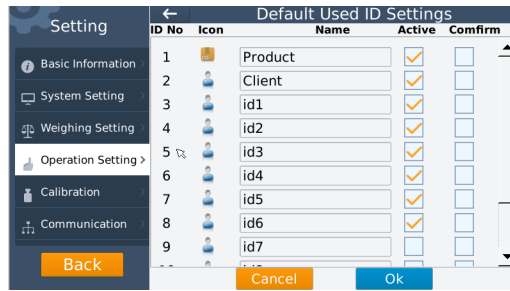 Setting
Default Used ID Settings
ID No Icon Name Active Comfirm
Basic Information
System Setting
Weighing Setting
Operation Setting >
Calibration
Communication
Back
1 Product
2 Client
3 id1
4 id2
5 id3
6 id4
7 id5
8 id6
9 id7
Cancel Ok